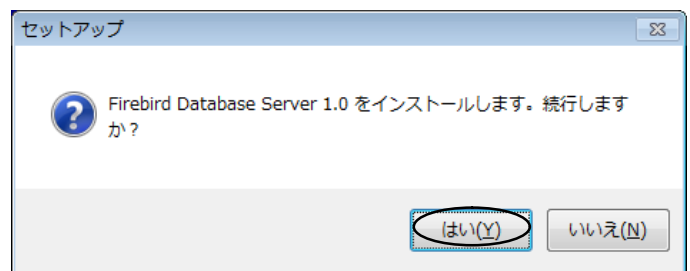 セットアップ
Firebird Database Server 1.0 をインストールします。続行します
か？
はい(Y)
いいえ(N)